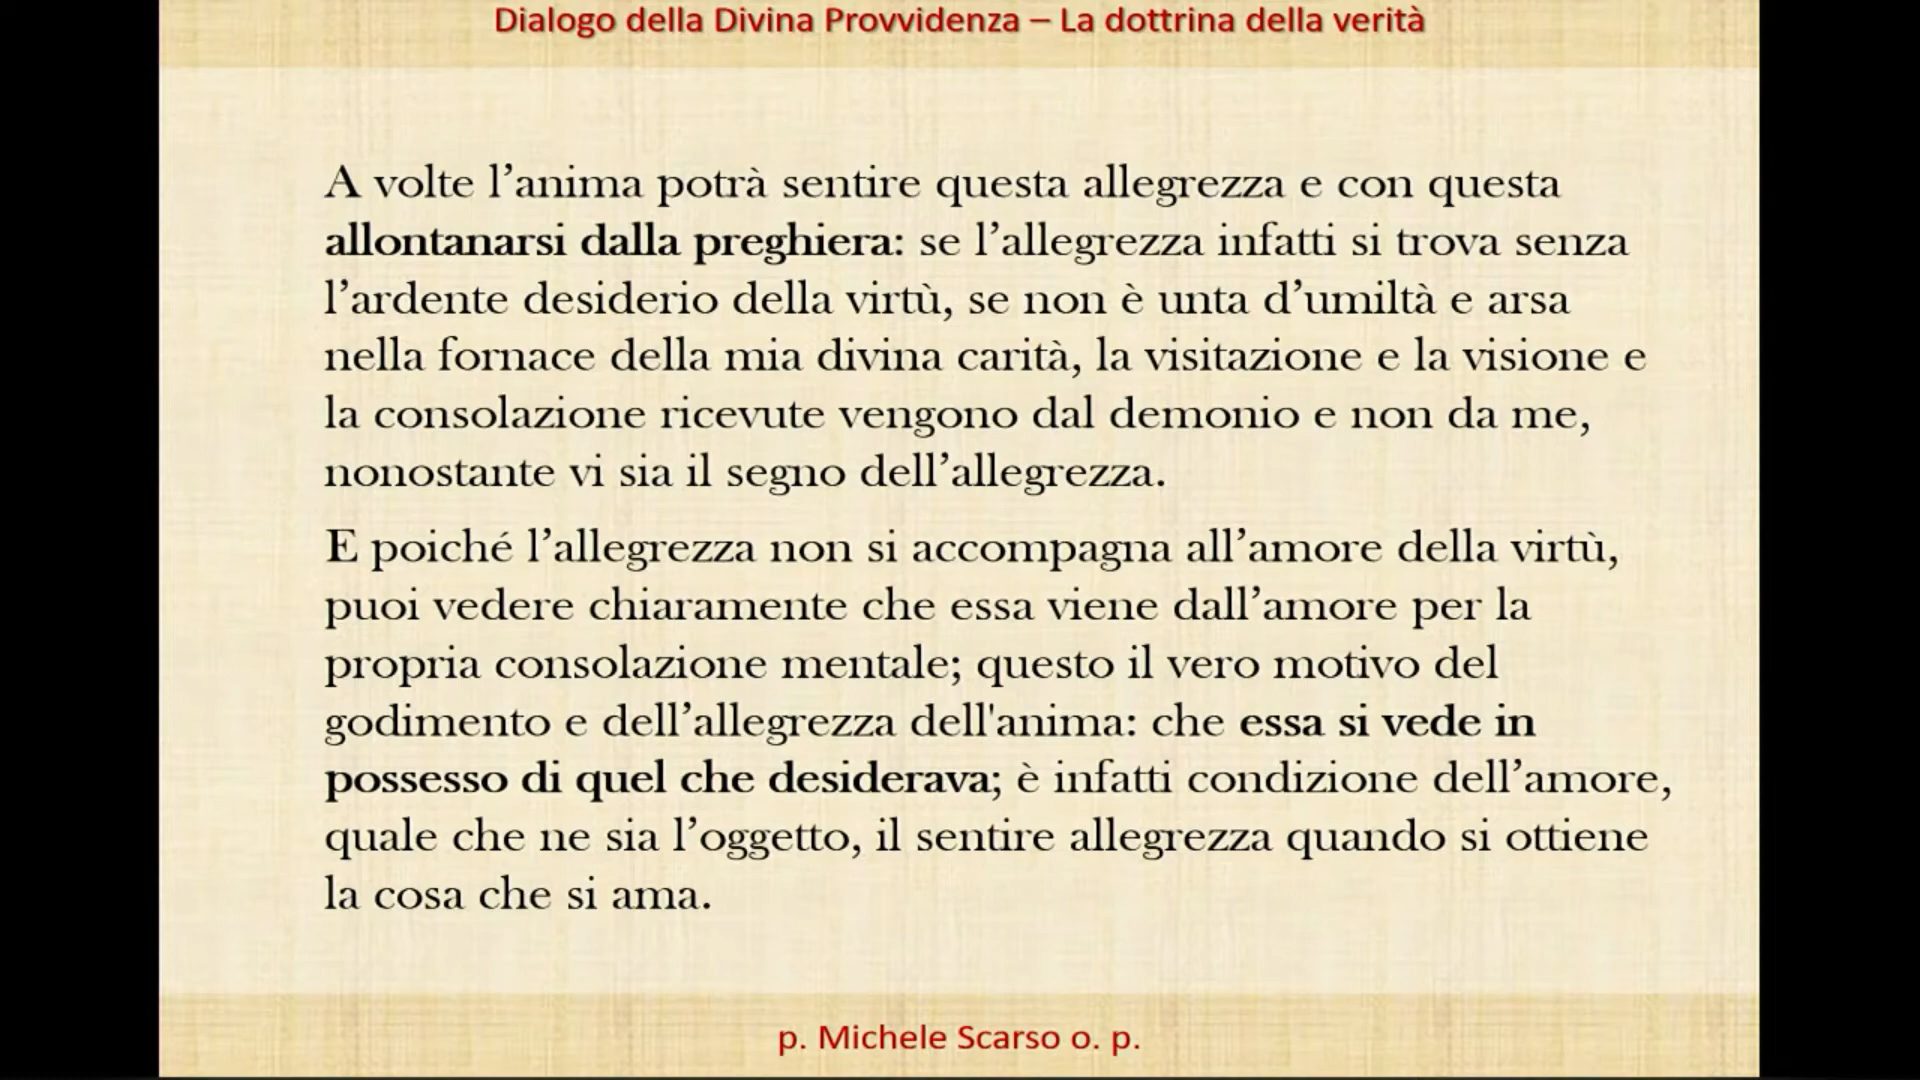 Dialogo della Divina Provvidenza – La dottrina della verità
A volte l’anima potrà sentire questa allegrezza e con questa
allontanarsi dalla preghiera: se l’allegrezza infatti si trova senza
l’ardente desiderio della virtù, se non è unta d’umiltà e arsa
nella fornace della mia divina carità, la visitazione e la visione e
la consolazione ricevute vengono dal demonio e non da me,
nonostante vi sia il segno dell’allegrezza.
E poiché l’allegrezza non si accompagna all’amore della virtù,
puoi vedere chiaramente che essa viene dall’amore per la
propria consolazione mentale; questo il vero motivo del
godimento e dell’allegrezza dell'anima: che essa si vede in
possesso di quel che desiderava; è infatti condizione dell’amore,
quale che ne sia l’oggetto, il sentire allegrezza quando si ottiene
la cosa che si ama.
p. Michele Scarso o. p.